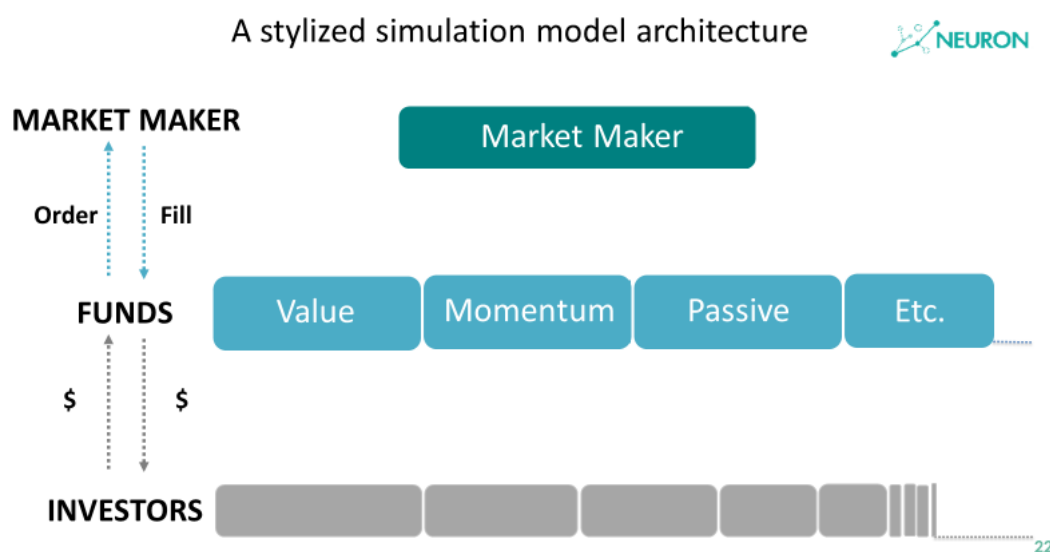 A stylized simulation model architecture
NEURON
MARKET MAKER
Market Maker
Order
Fill
FUNDS
Value
Momentum
Passive
Etc.
$
$
INVESTORS
22